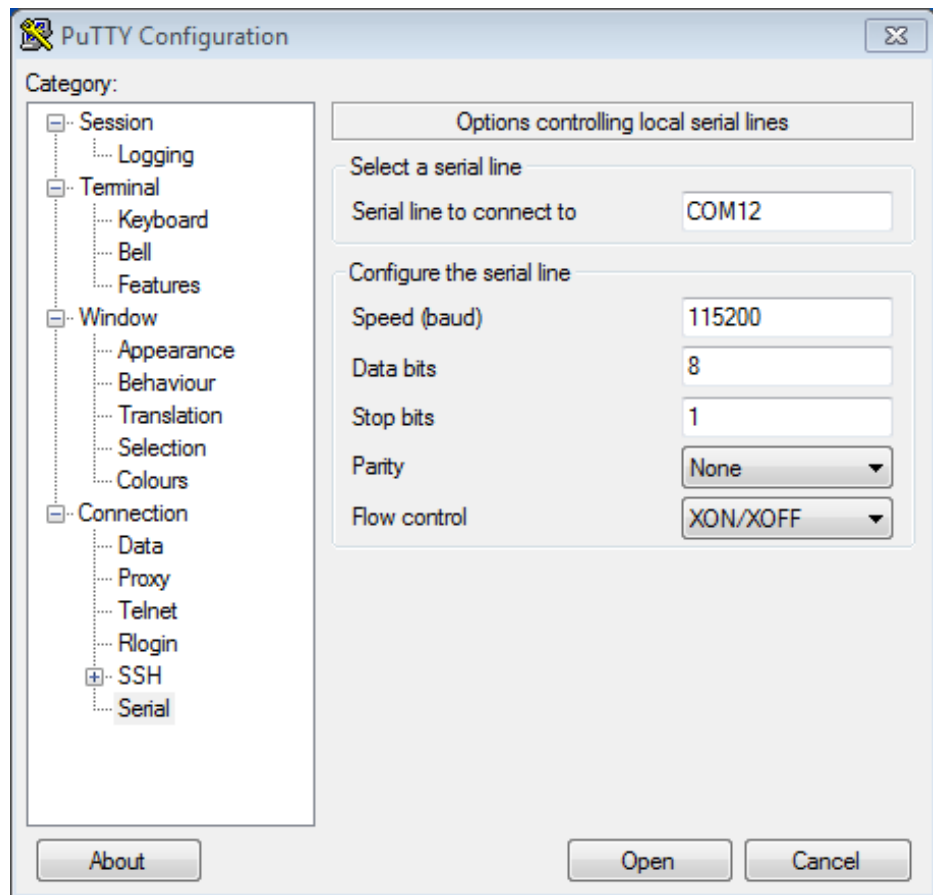 PuTTY Configuration
Category:
Session
Logging
Terminal
Keyboard
Bell
Features
Window
Appearance
Behaviour
Translation
Selection
Colours
Connection
Data
Proxy
Telnet
Rlogin
SSH
Serial
Options controlling local serial lines
Select a serial line
Serial line to connect to COM12
Configure the serial line
Speed (baud) 115200
Data bits 8
Stop bits 1
Parity None
Flow control XON/XOFF
About Open Cancel